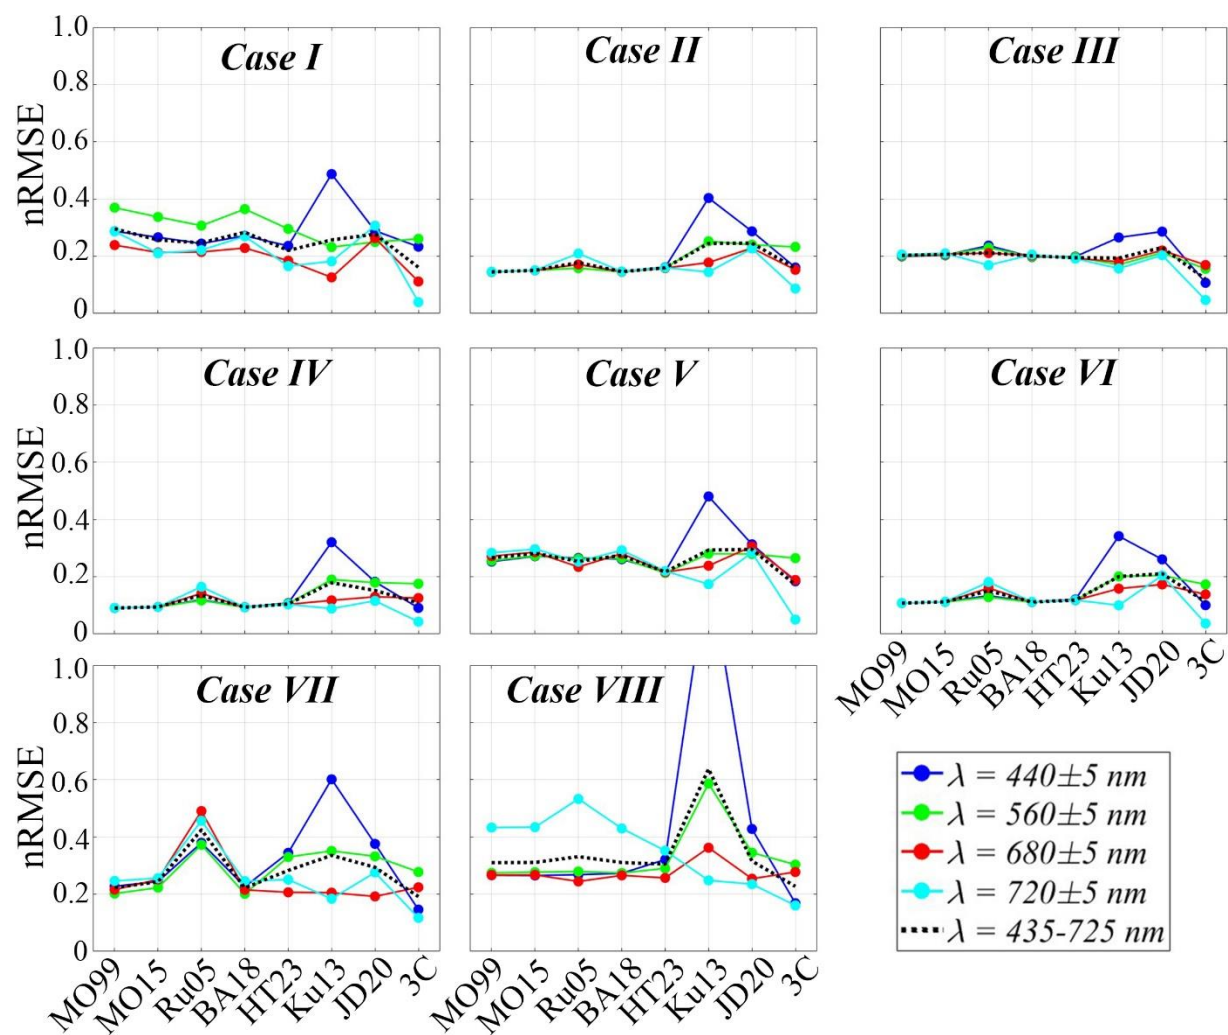 1.0
0.8
0.6
0.4
0.2
0
nRMSE
Case I
Case II
Case III
1.0
0.8
0.6
0.4
0.2
0
nRMSE
Case IV
Case V
Case VI
MO99
MO15
Ru05
BA18
HT23
Ku13
JD20
3C
1.0
0.8
0.6
0.4
0.2
0
nRMSE
Case VII
Case VIII
MO99
MO15
Ru05
BA18
HT23
Ku13
JD20
3C
MO99
MO15
Ru05
BA18
HT23
Ku13
JD20
3C
λ = 440±5 nm
λ = 560±5 nm
λ = 680±5 nm
λ = 720±5 nm
λ = 435-725 nm